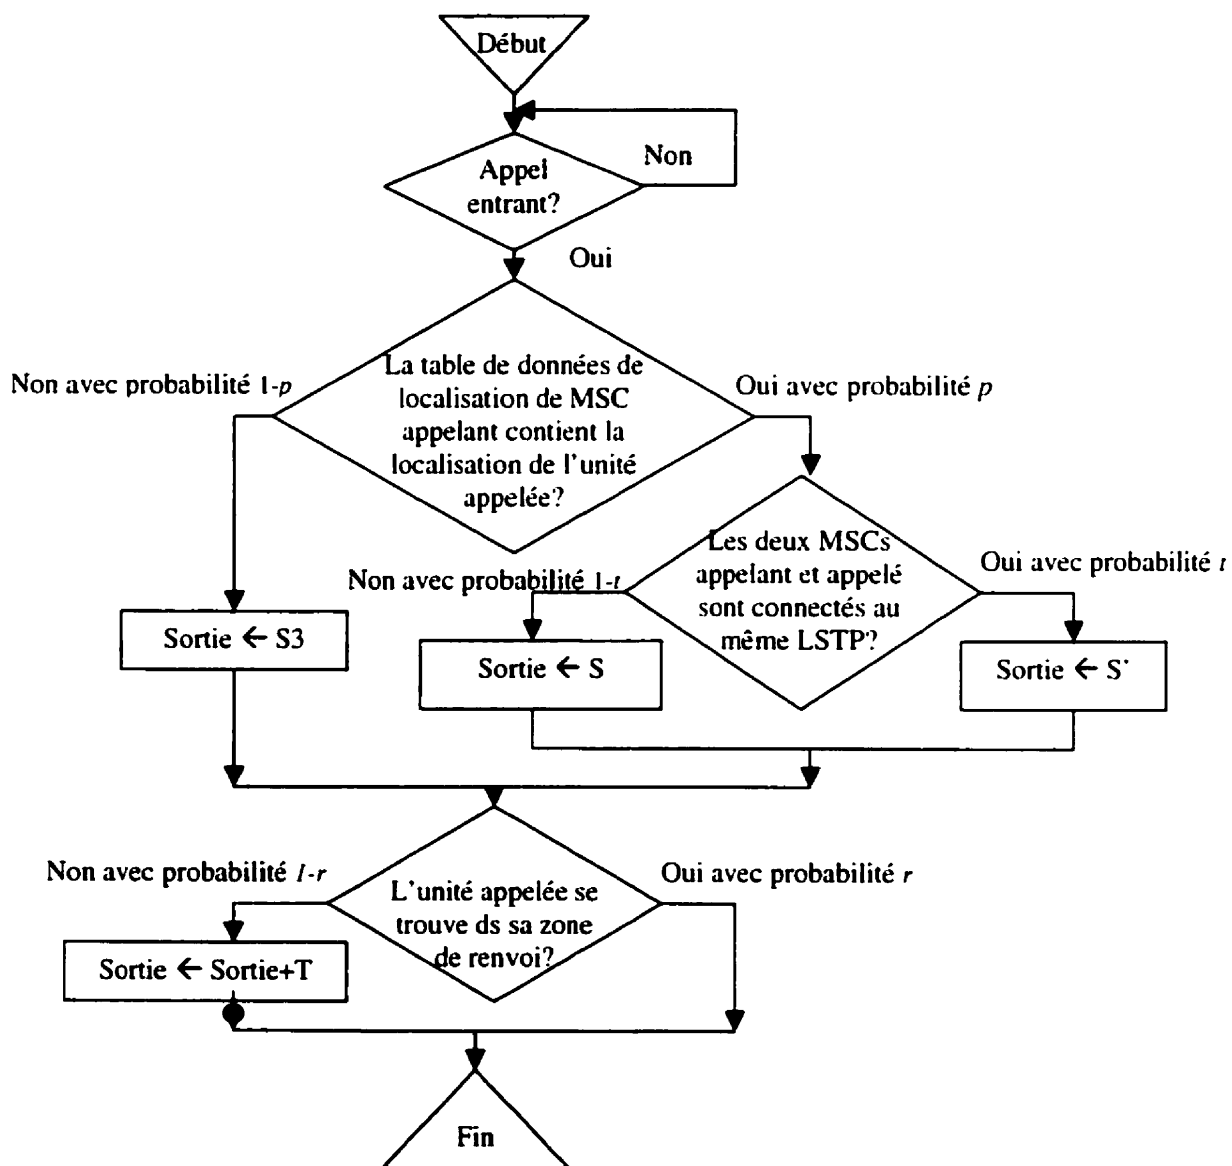 Début
Appel
entrant?
Non
Oui
La table de données de
localisation de MSC
appelant contient la
localisation de l'unité
appelée?
Non avec probabilité 1-p
Oui avec probabilité p
Les deux MSCs
appelant et appelé
sont connectés au
même LSTP?
Non avec probabilité 1-t
Oui avec probabilité t
Sortie ← S3
Sortie ← S
Sortie ← S'
L'unité appelée se
trouve ds sa zone
de renvoi?
Non avec probabilité 1-r
Oui avec probabilité r
Sortie ← Sortie+T
Fin